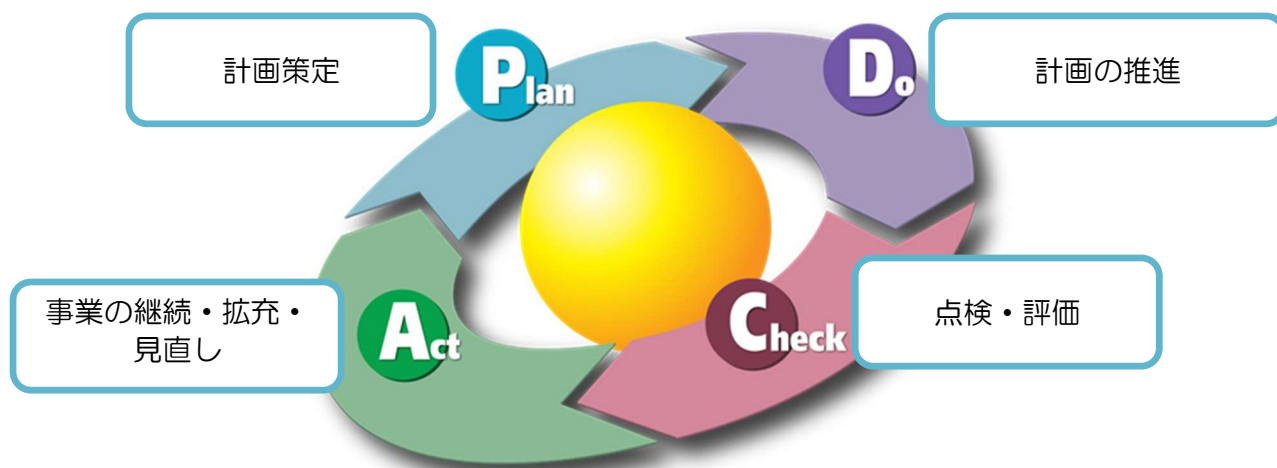 計画策定
Plan
Do
計画の推進
事業の継続・拡充・
見直し
Act
Check
点検・評価